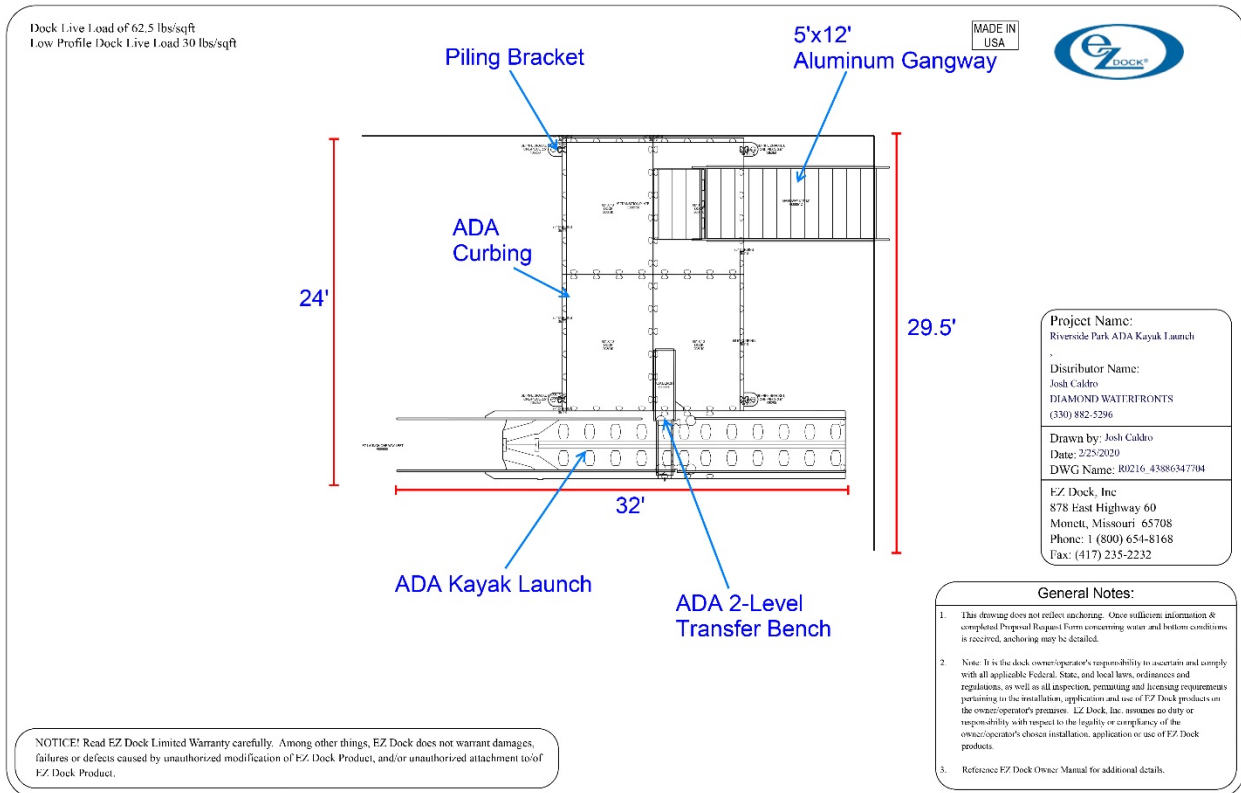 Dock Live Load of 62.5 lbs/sqft
Low Profile Dock Live Load 30 lbs/sqft
MADE IN
USA
eZ DOCK®
Piling Bracket
5'x12'
Aluminum Gangway
ADA
Curbing
24'
29.5'
32'
ADA Kayak Launch
ADA 2-Level
Transfer Bench
Project Name:
Riverside Park ADA Kayak Launch
,
Distributor Name:
Josh Caldro
DIAMOND WATERFRONTS
(330) 882-5296
Drawn by: Josh Caldro
Date: 2/25/2020
DWG Name: R0216_43886347704
EZ Dock, Inc
878 East Highway 60
Monett, Missouri 65708
Phone: 1 (800) 654-8168
Fax: (417) 235-2232
General Notes:
1. This drawing does not reflect anchoring. Once sufficient information &
completed Proposal Request Form concerning water and bottom conditions
is received, anchoring may be detailed.
2. Note: It is the dock owner/operator's responsibility to ascertain and comply
with all applicable Federal, State, and local laws, ordinances and
regulations, as well as all inspection, permitting and licensing requirements
pertaining to the installation, application and use of EZ Dock products on
the owner/operator's premises. EZ Dock, Inc. assumes no duty or
responsibility with respect to the legality or compliancy of the
owner/operator's chosen installation, application or use of EZ Dock
products.
3. Reference EZ Dock Owner Manual for additional details.
NOTICE! Read EZ Dock Limited Warranty carefully. Among other things, EZ Dock does not warrant damages,
failures or defects caused by unauthorized modification of EZ Dock Product, and/or unauthorized attachment to/of
EZ Dock Product.